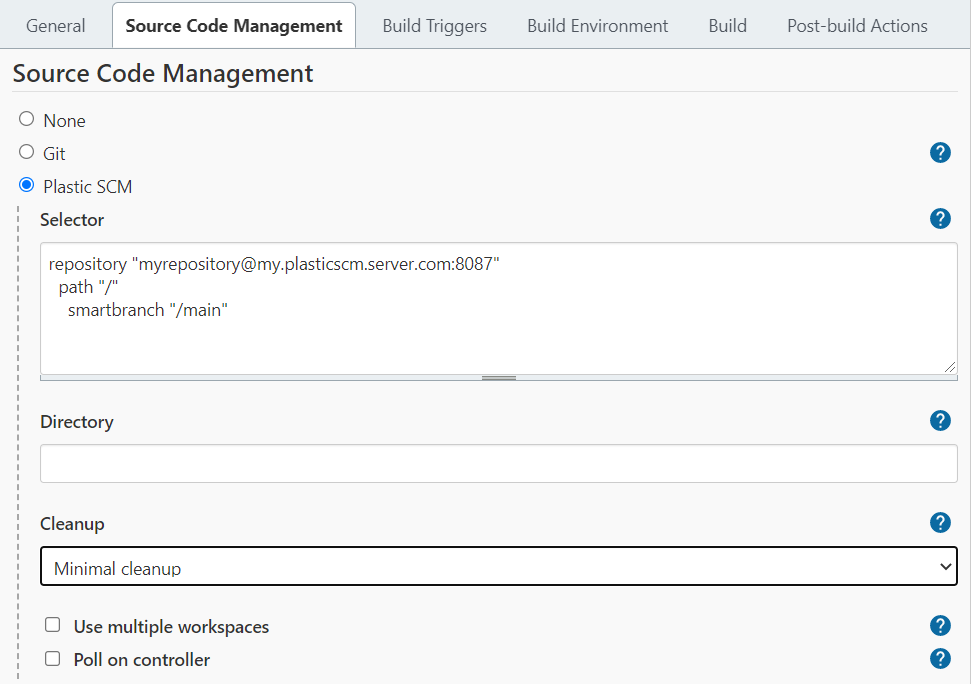 General Source Code Management Build Triggers Build Environment Build Post-build Actions
Source Code Management
None
Git
?
Plastic SCM
Selector
?
repository "myrepository@my.plasticscm.server.com:8087"
path "/"
smartbranch "/main"
Directory
?
Cleanup
?
Minimal cleanup
Use multiple workspaces
?
Poll on controller
?